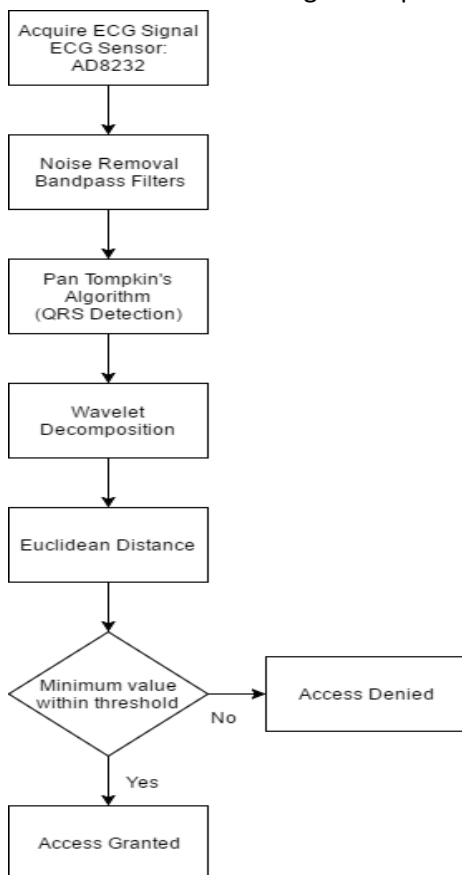 Acquire ECG Signal
ECG Sensor:
AD8232
Noise Removal
Bandpass Filters
Pan Tompkin's
Algorithm
(QRS Detection)
Wavelet
Decomposition
Euclidean Distance
Minimum value
within threshold
No
Access Denied
Yes
Access Granted